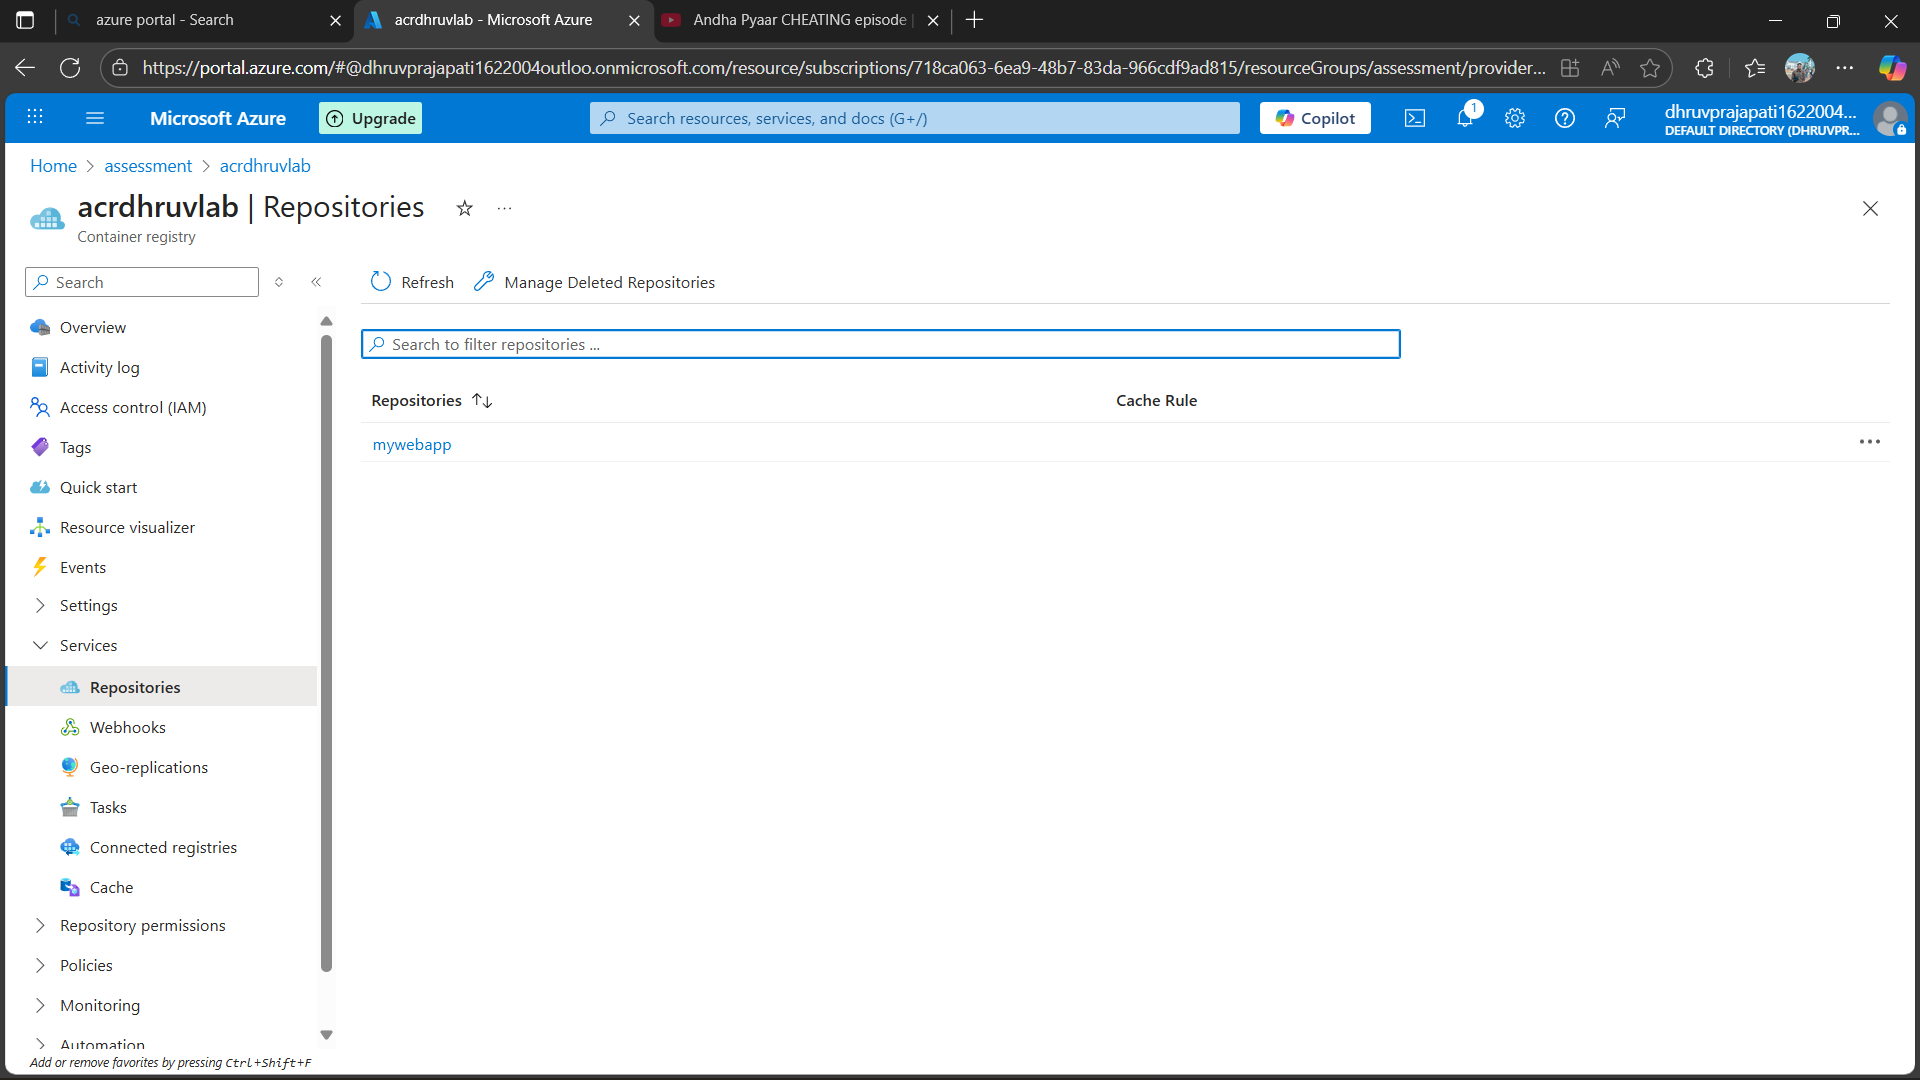 azure portal - Search
acrdhruvlab - Microsoft Azure
Andha Pyaar CHEATING episode |
https://portal.azure.com/#@dhruvprajapati1622004outloo.onmicrosoft.com/resource/subscriptions/718ca063-6ea9-48b7-83da-966cdf9ad815/resourceGroups/assessment/provider...
Microsoft Azure
Upgrade
Search resources, services, and docs (G+/)
Copilot
1
dhruvprajapati1622004...
DEFAULT DIRECTORY (DHRUVPR...
Home > assessment > acrdhruvlab
acrdhruvlab | Repositories
Container registry
Search
Refresh
Manage Deleted Repositories
Overview
Activity log
Access control (IAM)
Tags
Quick start
Resource visualizer
Events
Settings
Services
Repositories
Webhooks
Geo-replications
Tasks
Connected registries
Cache
Repository permissions
Policies
Monitoring
Automation
Add or remove favorites by pressing Ctrl+Shift+F
Search to filter repositories ...
Repositories
Cache Rule
mywebapp